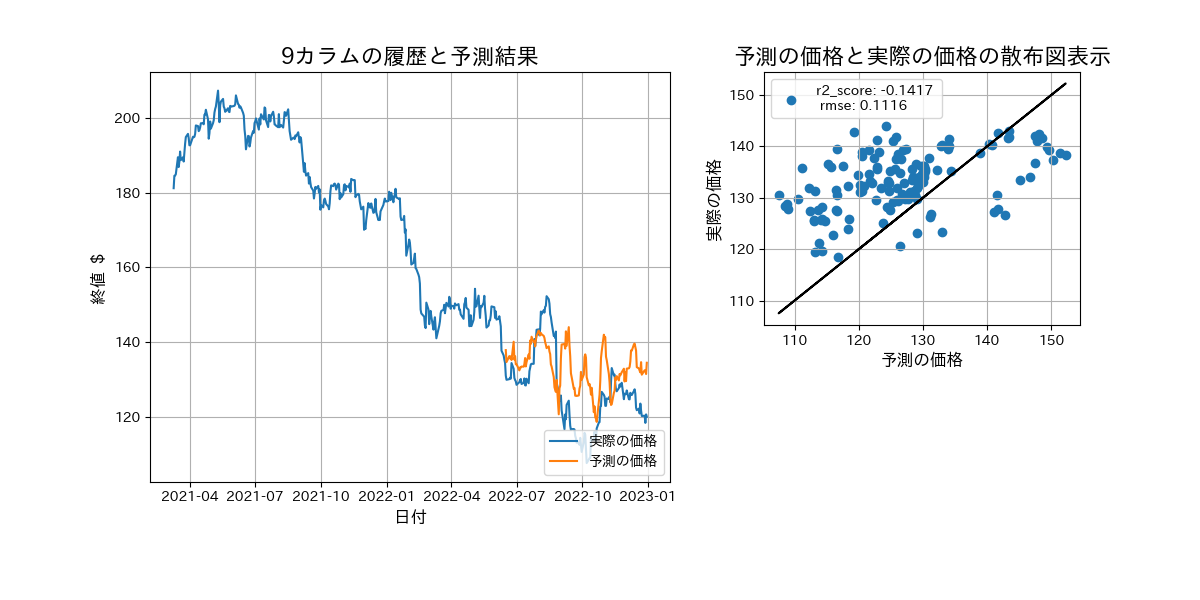 9カラムの履歴と予測結果
200
180
160
140
120
終値 $
2021-04
2021-07
2021-10
2022-01
2022-04
2022-07
2022-10
2023-01
日付
実際の価格
予測の価格
予測の価格と実際の価格の散布図表示
r2_score: -0.1417
rmse: 0.1116
150
140
130
120
110
実際の価格
110
120
130
140
150
予測の価格